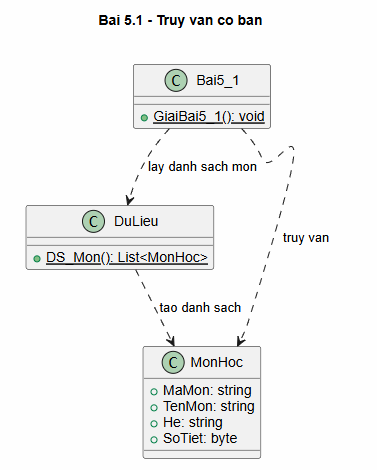 Bai 5.1 - Truy van co ban
C Bai5_1
GiaiBai5_1(): void
lay danh sach mon
C DuLieu
DS_Mon(): List<MonHoc>
truy van
tao danh sach
C MonHoc
MaMon: string
TenMon: string
He: string
SoTiet: byte